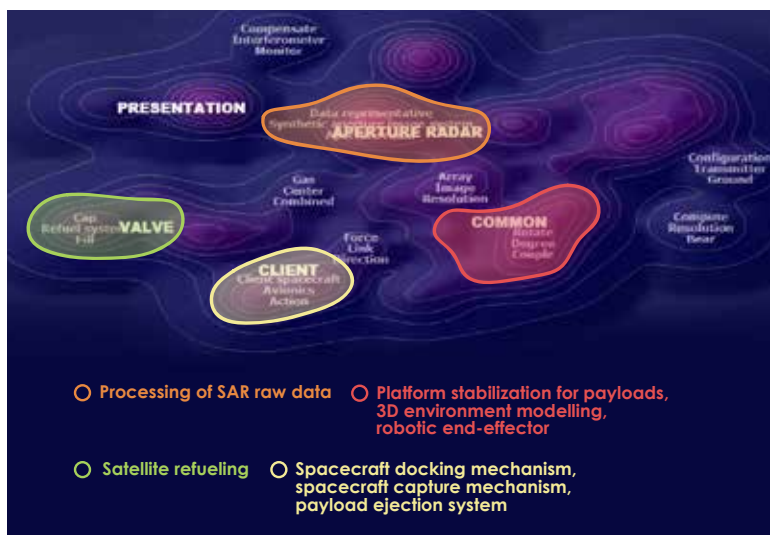 Compensate
Interferometer
Monitor
PRESENTATION
Data representative
Synthetic aperture
APERTURE RADAR
Gas
Center
Combined
Array
Image
Resolution
Configuration
Transmitter
Ground
Cap
Refuel system
Fill
VALVE
COMMON
Rotate
Degree
Couple
Compute
Resolution
Bear
Force
Link
Direction
CLIENT
Client spacecraft
Avionics
Action
Processing of SAR raw data
Platform stabilization for payloads,
3D environment modelling,
robotic end-effector
Satellite refueling
Spacecraft docking mechanism,
spacecraft capture mechanism,
payload ejection system